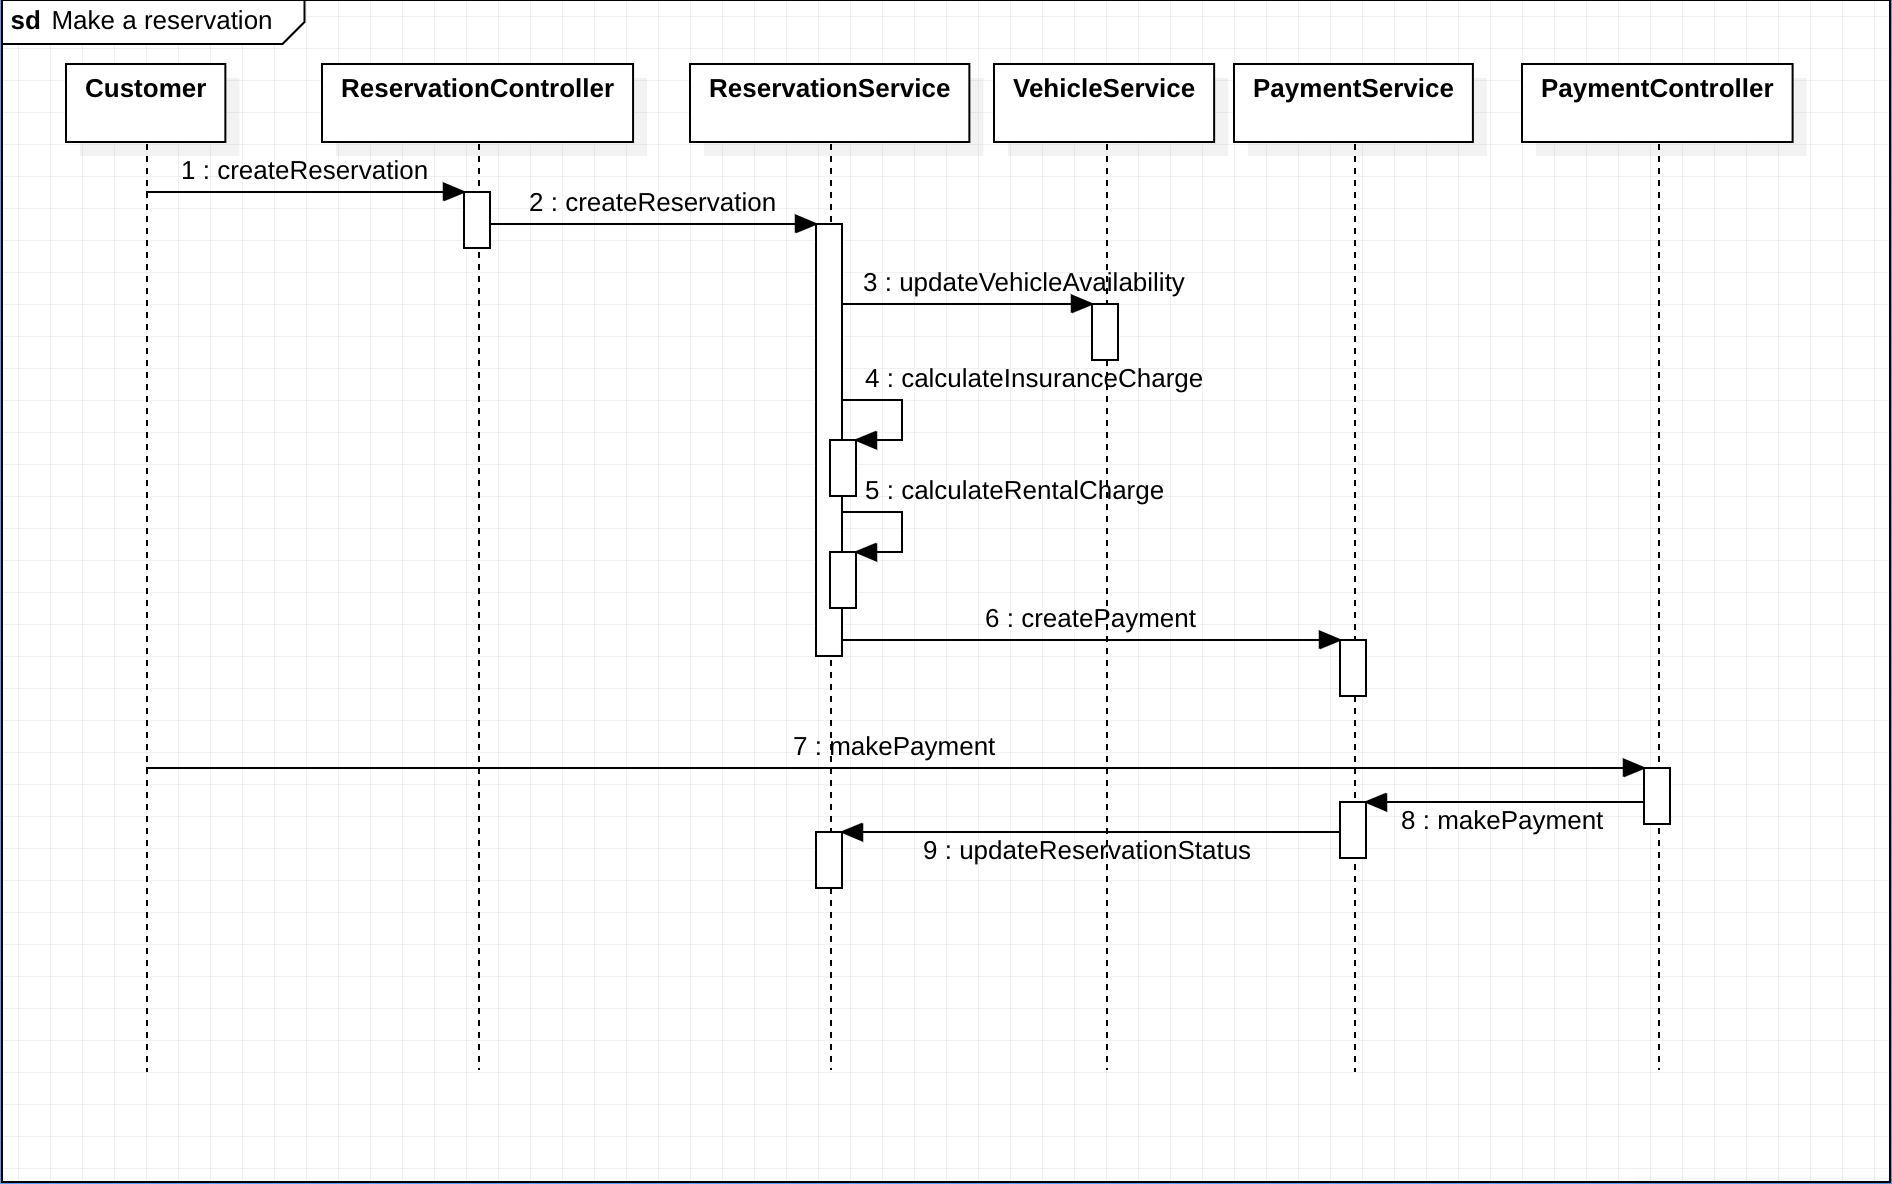 sd Make a reservation
Customer
ReservationController
ReservationService
VehicleService
PaymentService
PaymentController
1 : createReservation
2 : createReservation
3 : updateVehicleAvailability
4 : calculateInsuranceCharge
5 : calculateRentalCharge
6 : createPayment
7 : makePayment
8 : makePayment
9 : updateReservationStatus